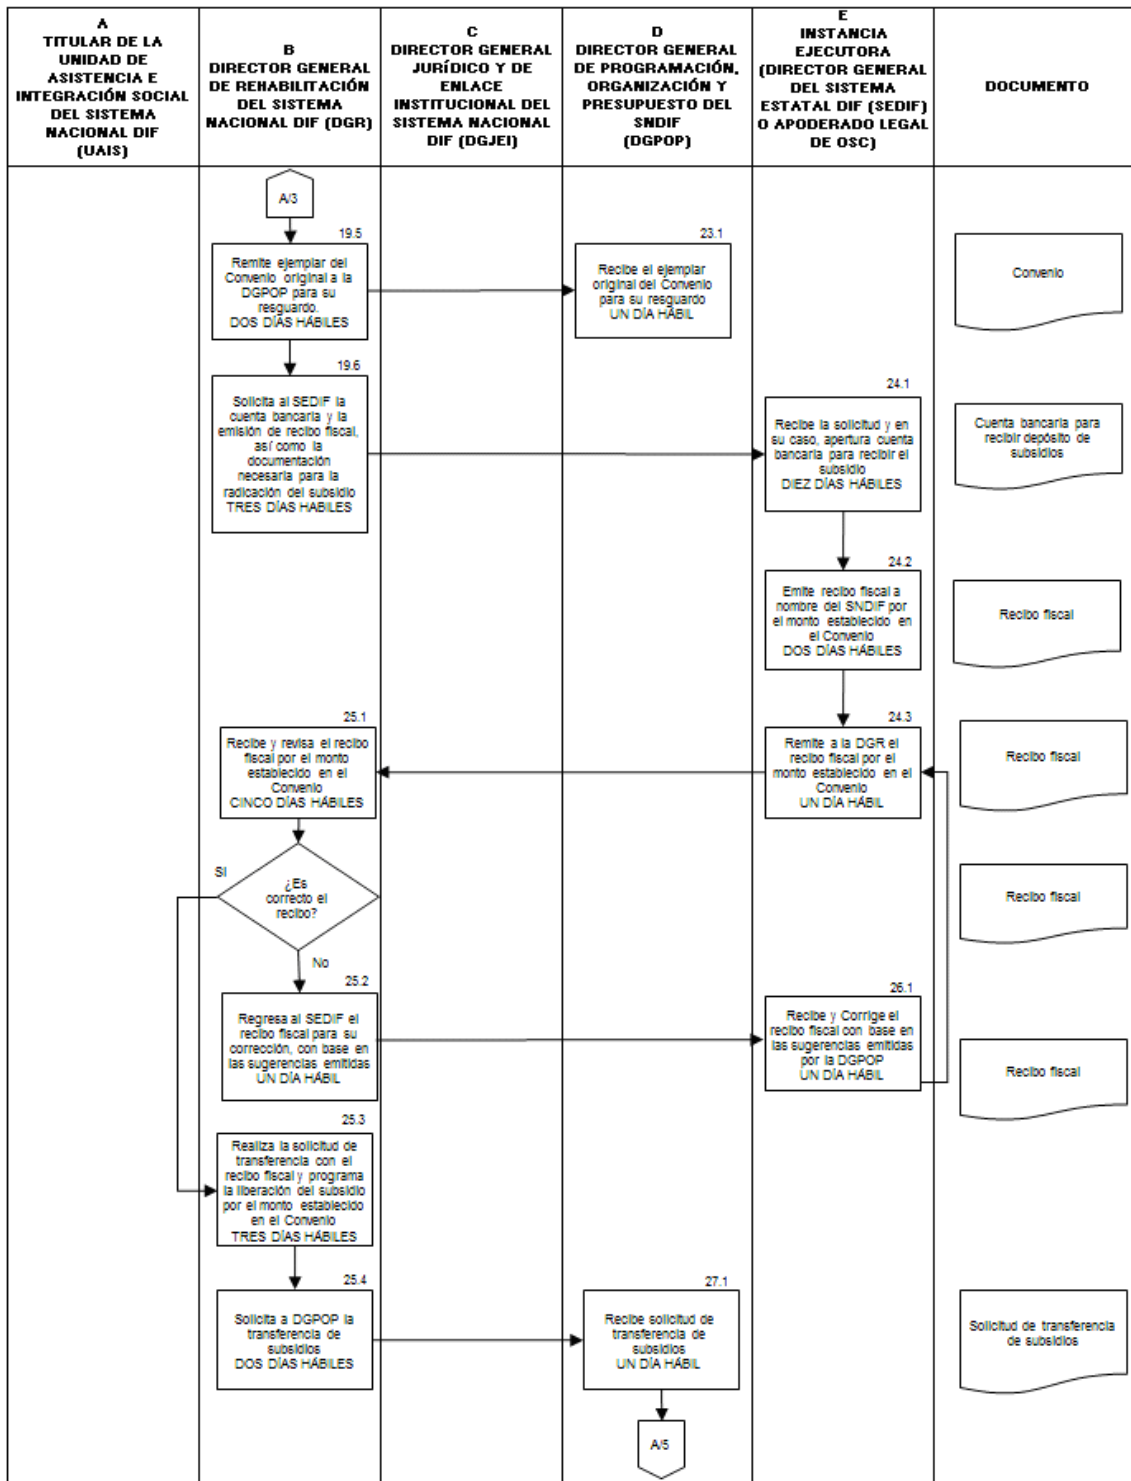 A
TITULAR DE LA
UNIDAD DE
ASISTENCIA E
INTEGRACIÓN SOCIAL
DEL SISTEMA
NACIONAL DIF
(UAIS)
B
DIRECTOR GENERAL
DE REHABILITACIÓN
DEL SISTEMA
NACIONAL DIF (DGR)
C
DIRECTOR GENERAL
JURÍDICO Y DE
ENLACE
INSTITUCIONAL DEL
SISTEMA NACIONAL
DIF (DGJEI)
D
DIRECTOR GENERAL
DE PROGRAMACIÓN,
ORGANIZACIÓN Y
PRESUPUESTO DEL
SNDIF
(DGPOP)
E
INSTANCIA
EJECUTORA
(DIRECTOR GENERAL
DEL SISTEMA
ESTATAL DIF (SEDIF)
O APODERADO LEGAL
DE OSC)
DOCUMENTO
A/3
19.5
Remite ejemplar del
Convenio original a la
DGPOP para su
resguardo.
DOS DÍAS HÁBILES
23.1
Recibe el ejemplar
original del Convenio
para su resguardo
UN DÍA HÁBIL
Convenio
19.6
Solicita al SEDIF la
cuenta bancaria y la
emisión de recibo fiscal,
así como la
documentación
necesaria para la
radicación del subsidio
TRES DÍAS HABILES
24.1
Recibe la solicitud y en
su caso, apertura cuenta
bancaria para recibir el
subsidio
DIEZ DÍAS HÁBILES
Cuenta bancaria para
recibir depósito de
subsidios
24.2
Emite recibo fiscal a
nombre del SNDIF por
el monto establecido en
el Convenio
DOS DÍAS HÁBILES
Recibo fiscal
25.1
Recibe y revisa el recibo
fiscal por el monto
establecido en el
Convenio
CINCO DÍAS HÁBILES
24.3
Remite a la DGR el
recibo fiscal por el
monto establecido en el
Convenio
UN DÍA HÁBIL
Recibo fiscal
SI
¿Es
correcto el
recibo?
Recibo fiscal
No
25.2
Regresa al SEDIF el
recibo fiscal para su
corrección, con base en
las sugerencias emitidas
UN DÍA HÁBIL
26.1
Recibe y Corrige el
recibo fiscal con base en
las sugerencias emitidas
por la DGPOP
UN DÍA HÁBIL
Recibo fiscal
25.3
Realiza la solicitud de
transferencia con el
recibo fiscal y programa
la liberación del subsidio
por el monto establecido
en el Convenio
TRES DÍAS HÁBILES
25.4
Solicita a DGPOP la
transferencia de
subsidios
DOS DÍAS HÁBILES
27.1
Recibe solicitud de
transferencia de
subsidios
UN DÍA HÁBIL
Solicitud de transferencia
de subsidios
A/5